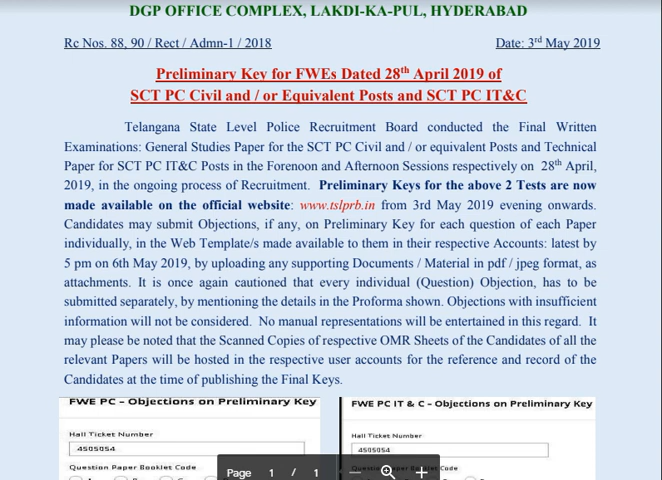 DGP OFFICE COMPLEX, LAKDI-KA-PUL, HYDERABAD
Rc Nos. 88, 90 / Rect / Admn-1 / 2018 Date: 3rd May 2019
Preliminary Key for FWEs Dated 28th April 2019 of
SCT PC Civil and / or Equivalent Posts and SCT PC IT&C
Telangana State Level Police Recruitment Board conducted the Final Written
Examinations: General Studies Paper for the SCT PC Civil and / or equivalent Posts and Technical
Paper for SCT PC IT&C Posts in the Forenoon and Afternoon Sessions respectively on 28th April,
2019, in the ongoing process of Recruitment. Preliminary Keys for the above 2 Tests are now
made available on the official website: www.tslprb.in from 3rd May 2019 evening onwards.
Candidates may submit Objections, if any, on Preliminary Key for each question of each Paper
individually, in the Web Template/s made available to them in their respective Accounts: latest by
5 pm on 6th May 2019, by uploading any supporting Documents / Material in pdf / jpeg format, as
attachments. It is once again cautioned that every individual (Question) Objection, has to be
submitted separately, by mentioning the details in the Proforma shown. Objections with insufficient
information will not be considered. No manual representations will be entertained in this regard. It
may please be noted that the Scanned Copies of respective OMR Sheets of the Candidates of all the
relevant Papers will be hosted in the respective user accounts for the reference and record of the
Candidates at the time of publishing the Final Keys.
FWE PC - Objections on Preliminary Key
Hall Ticket Number
4505054
Question Paper Booklet Code
FWE PC IT & C - Objections on Preliminary Key
Hall Ticket Number
4505054
Page 1 / 1